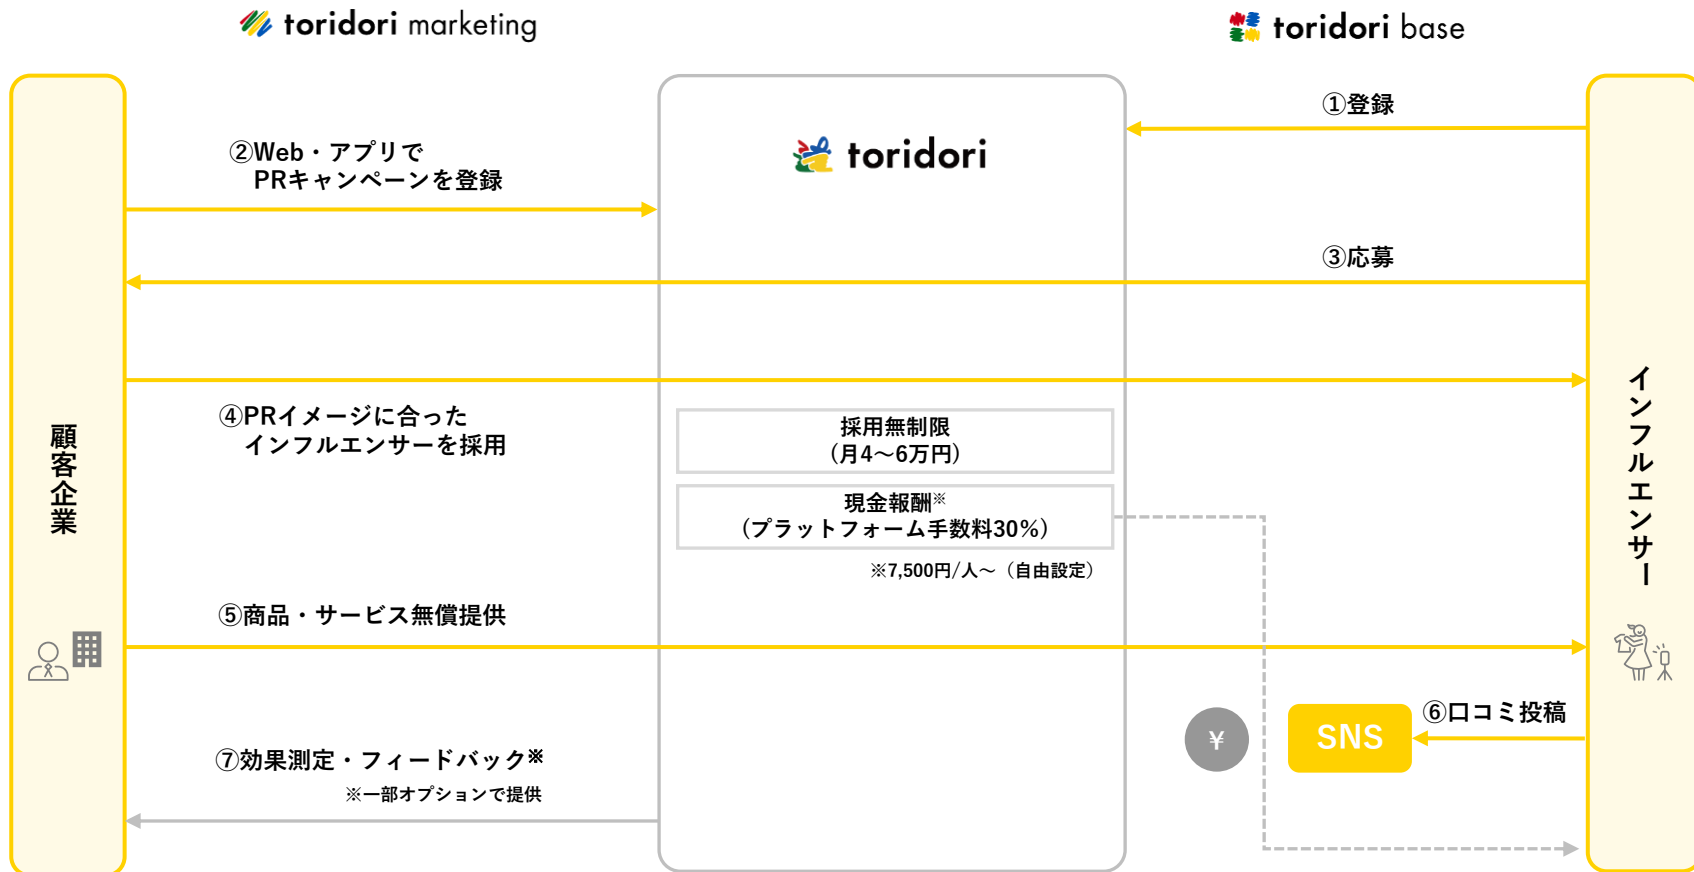 toridori marketing
toridori base
①登録
②Web・アプリで
PRキャンペーンを登録
toridori
③応募
④PRイメージに合った
インフルエンサーを採用
採用無制限
(月4～6万円)
現金報酬※
(プラットフォーム手数料30%)
※7,500円/人～（自由設定）
顧客企業
インフルエンサー
⑤商品・サービス無償提供
⑥口コミ投稿
SNS
¥
⑦効果測定・フィードバック※
※一部オプションで提供